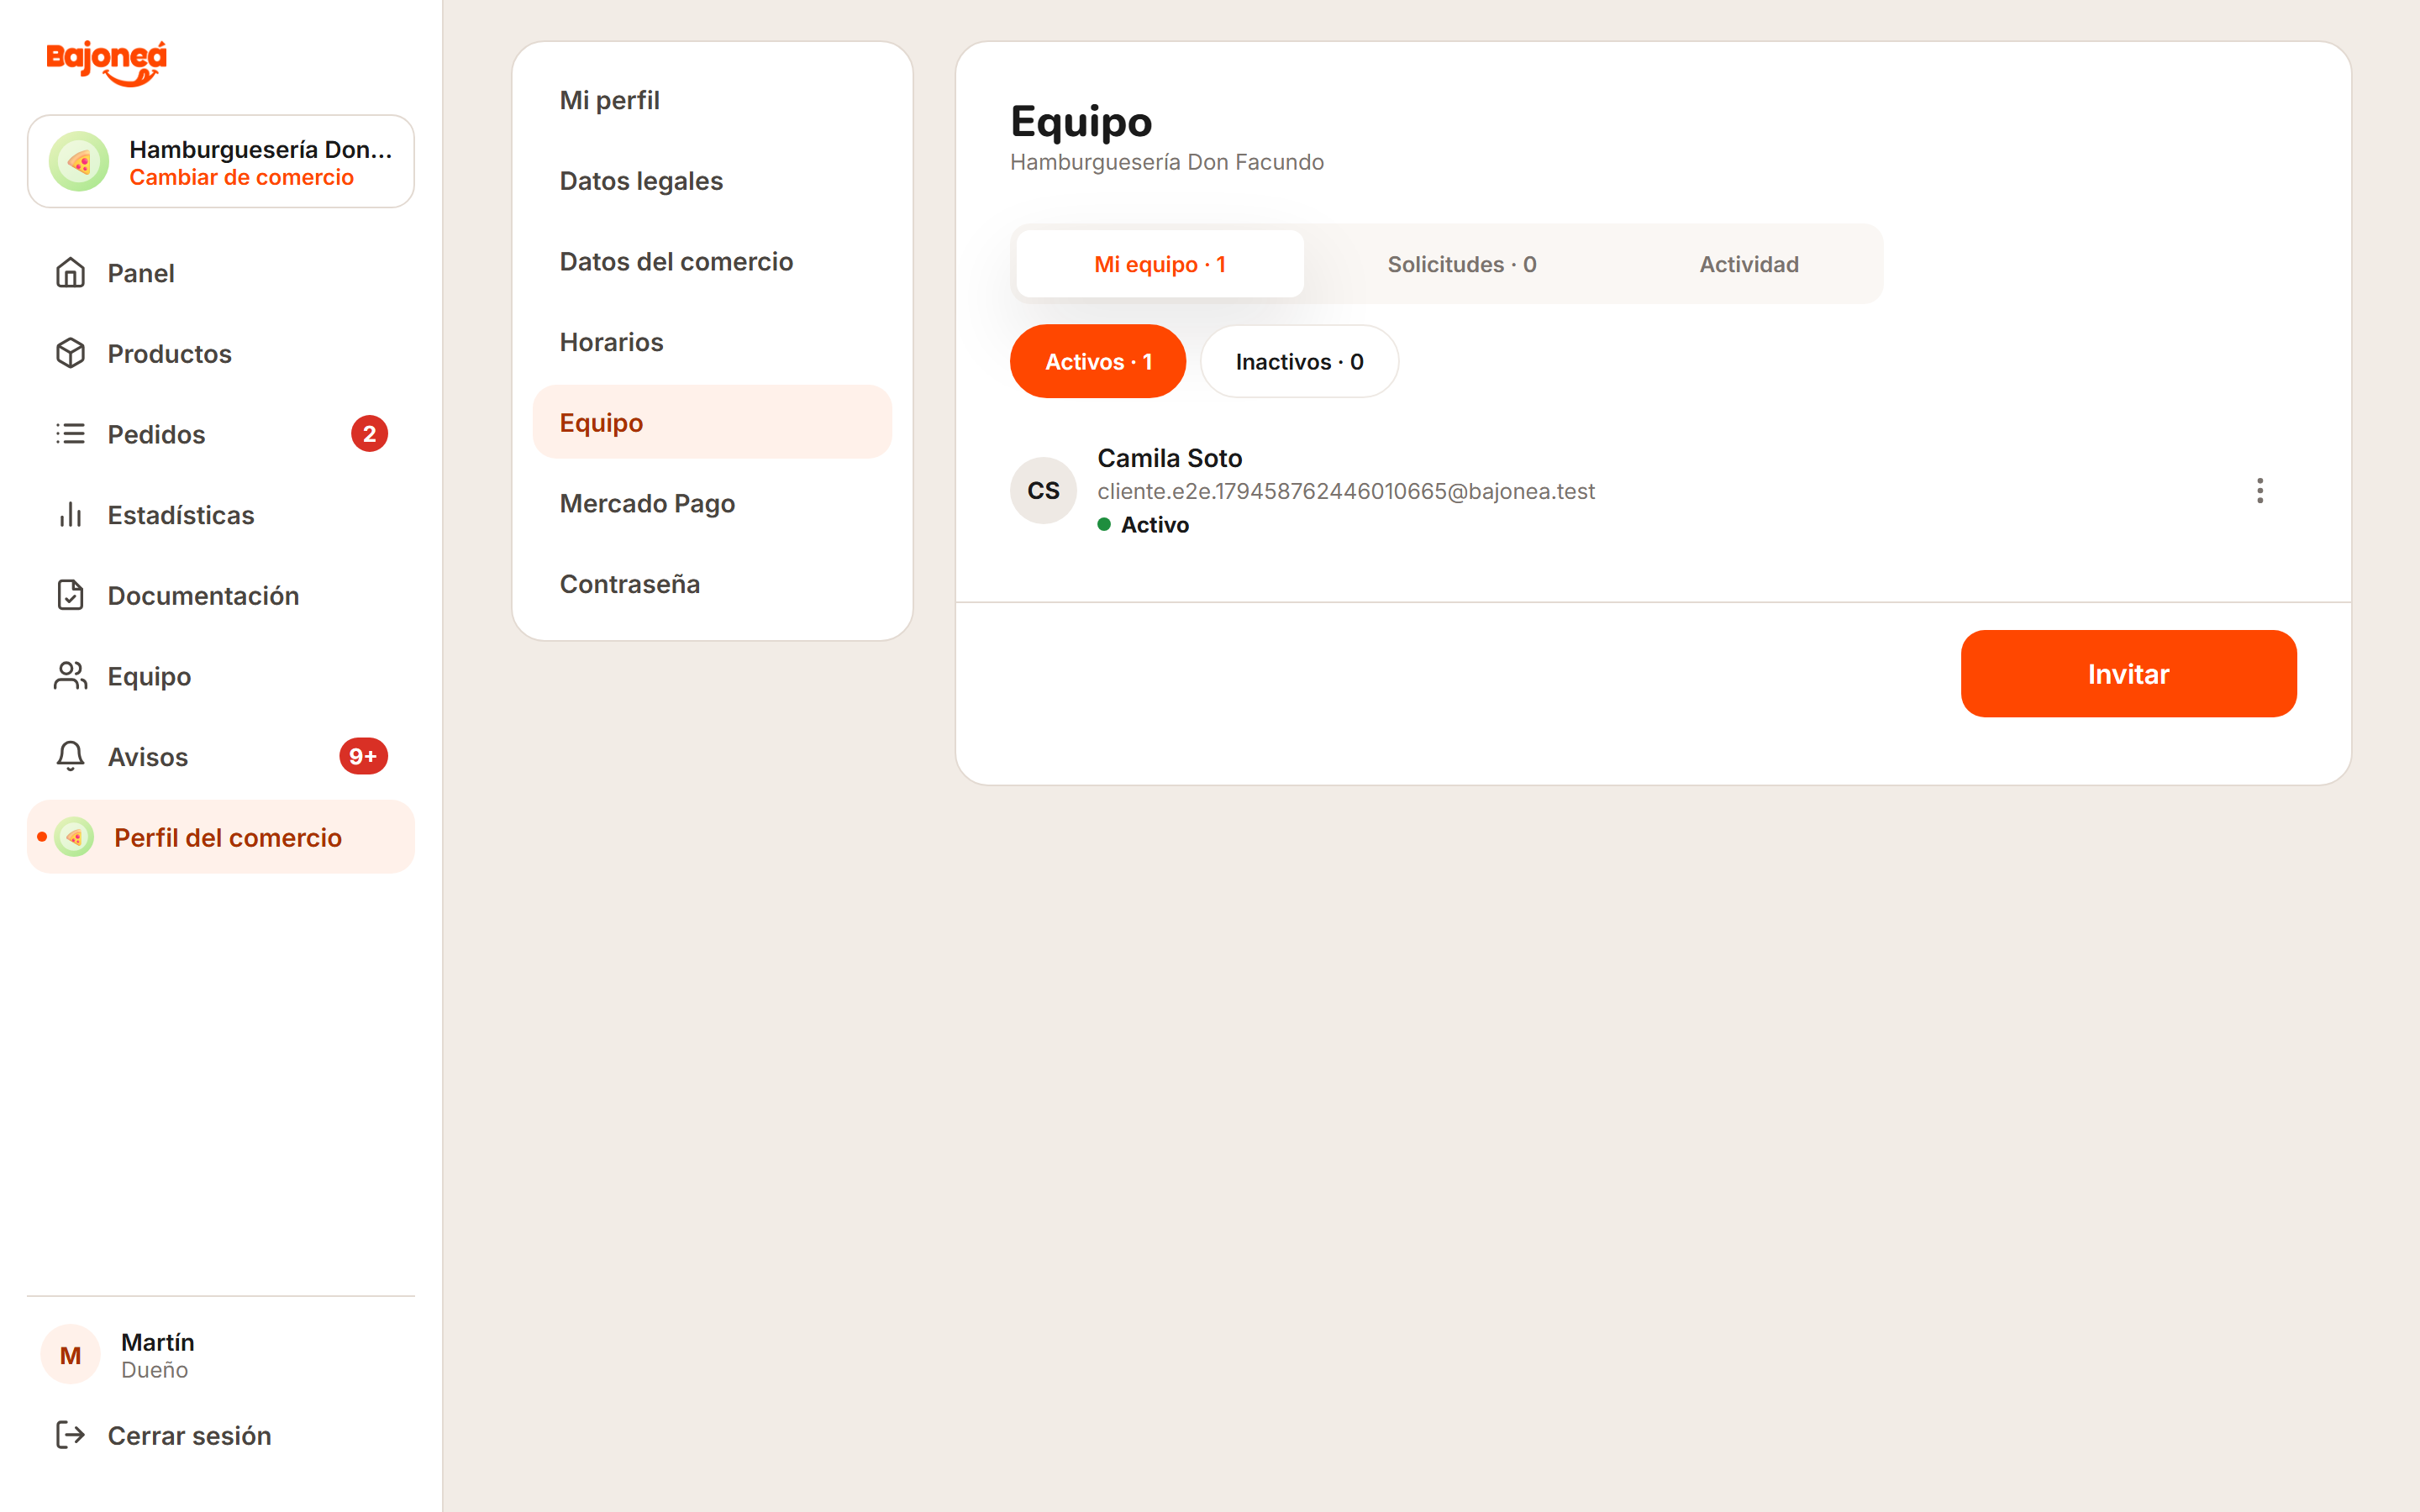 Bajoneá
Hamburguesería Don...
Cambiar de comercio
Panel
Productos
Pedidos 2
Estadísticas
Documentación
Equipo
Avisos 9+
Perfil del comercio
Martín
Dueño
Cerrar sesión
Mi perfil
Datos legales
Datos del comercio
Horarios
Equipo
Mercado Pago
Contraseña
Equipo
Hamburguesería Don Facundo
Mi equipo · 1 Solicitudes · 0 Actividad
Activos · 1 Inactivos · 0
CS
Camila Soto
cliente.e2e.179458762446010665@bajonea.test
Activo
Invitar
M